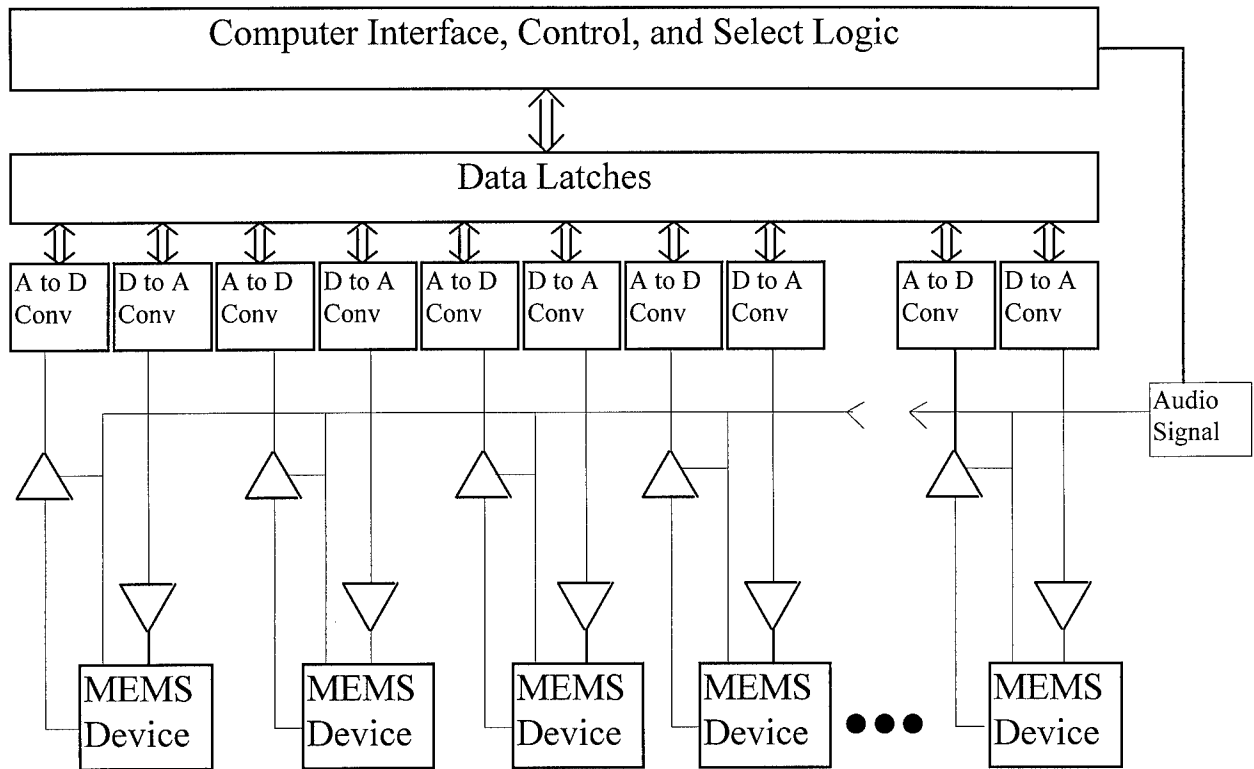 Computer Interface, Control, and Select Logic
Data Latches
A to D
Conv
D to A
Conv
A to D
Conv
D to A
Conv
A to D
Conv
D to A
Conv
A to D
Conv
D to A
Conv
A to D
Conv
D to A
Conv
Audio
Signal
MEMS
Device
MEMS
Device
MEMS
Device
MEMS
Device
MEMS
Device